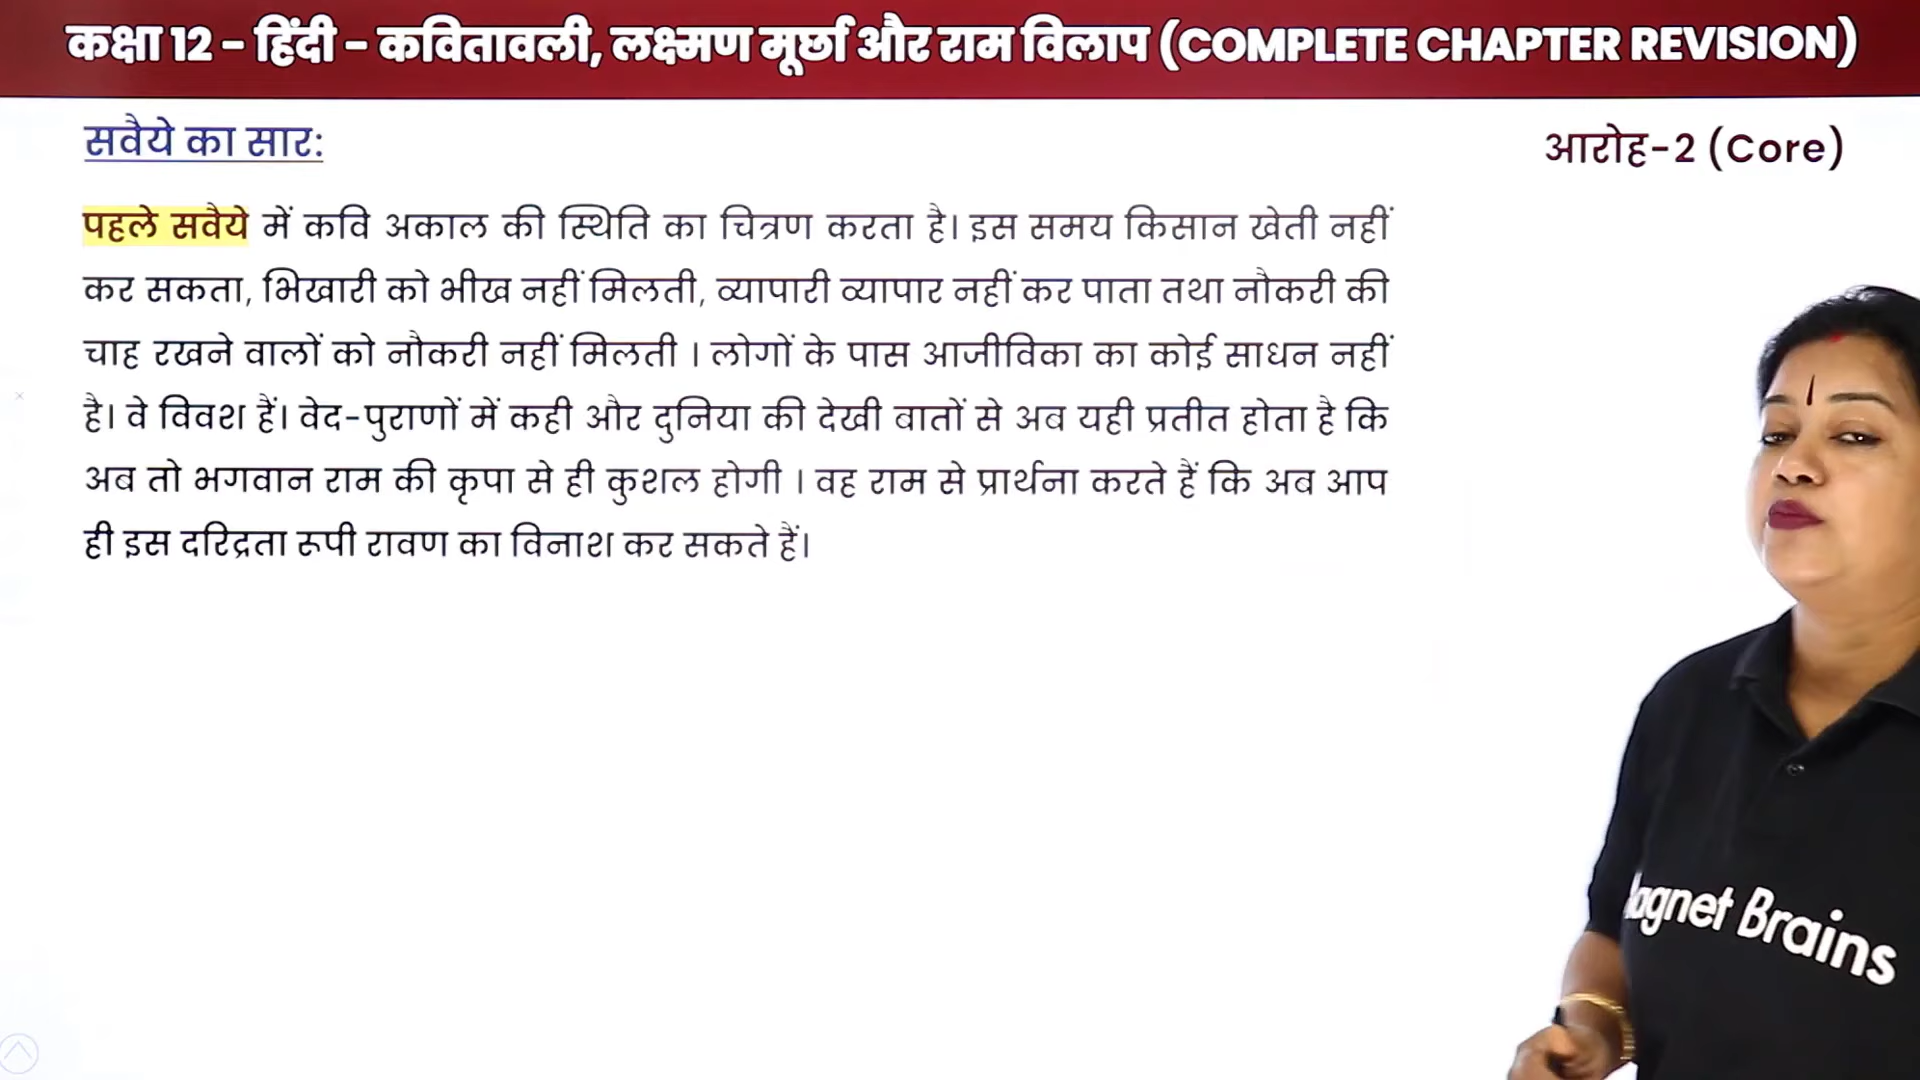 कक्षा 12 - हिंदी - कवितावली, लक्ष्मण मूर्छा और राम विलाप (COMPLETE CHAPTER REVISION)
सवैये का सार:
आरोह-2 (Core)
पहले सवैये में कवि अकाल की स्थिति का चित्रण करता है। इस समय किसान खेती नहीं
कर सकता, भिखारी को भीख नहीं मिलती, व्यापारी व्यापार नहीं कर पाता तथा नौकरी की
चाह रखने वालों को नौकरी नहीं मिलती । लोगों के पास आजीविका का कोई साधन नहीं
है। वे विवश हैं। वेद-पुराणों में कही और दुनिया की देखी बातों से अब यही प्रतीत होता है कि
अब तो भगवान राम की कृपा से ही कुशल होगी । वह राम से प्रार्थना करते हैं कि अब आप
ही इस दरिद्रता रूपी रावण का विनाश कर सकते हैं।
agnet Brains